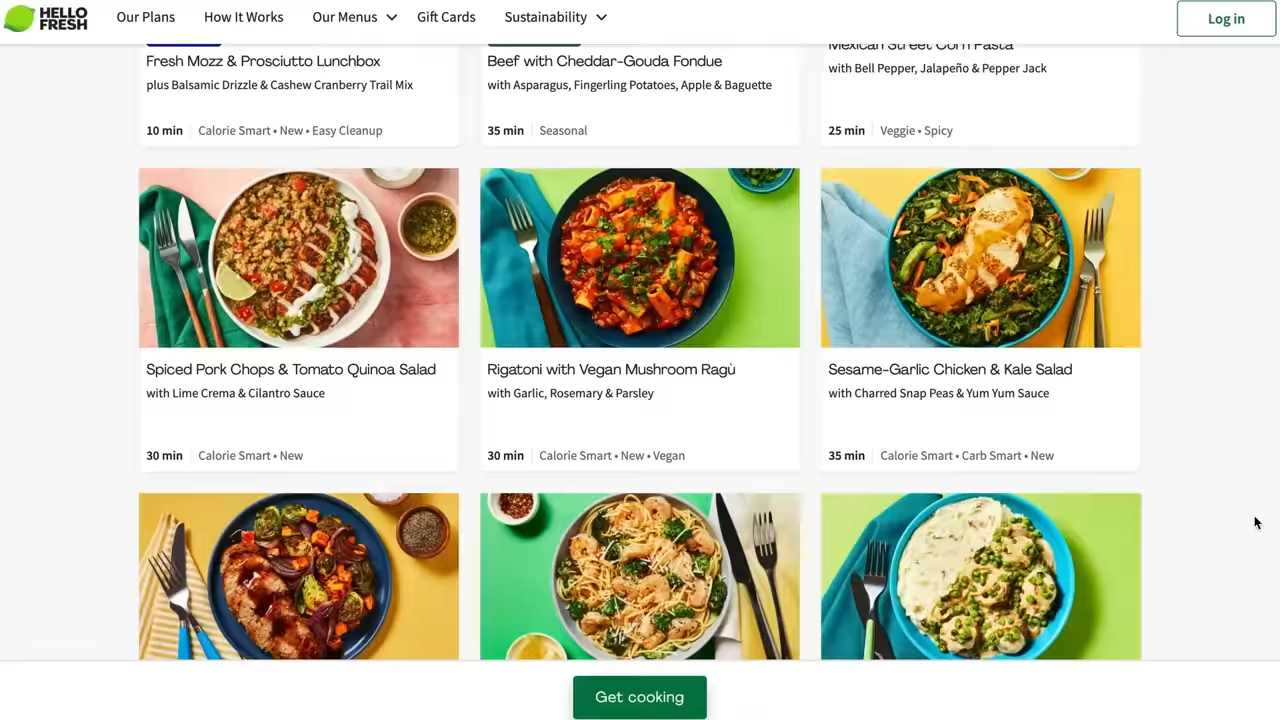 HELLO
FRESH
Our Plans
How It Works
Our Menus
Gift Cards
Sustainability
Log in
Fresh Mozz & Prosciutto Lunchbox
plus Balsamic Drizzle & Cashew Cranberry Trail Mix
10 min
Calorie Smart • New • Easy Cleanup
Beef with Cheddar-Gouda Fondue
with Asparagus, Fingerling Potatoes, Apple & Baguette
35 min
Seasonal
Mexican Street Corn Pasta
with Bell Pepper, Jalapeño & Pepper Jack
25 min
Veggie • Spicy
Spiced Pork Chops & Tomato Quinoa Salad
with Lime Crema & Cilantro Sauce
30 min
Calorie Smart • New
Rigatoni with Vegan Mushroom Ragù
with Garlic, Rosemary & Parsley
30 min
Calorie Smart • New • Vegan
Sesame-Garlic Chicken & Kale Salad
with Charred Snap Peas & Yum Yum Sauce
35 min
Calorie Smart • Carb Smart • New
Get cooking